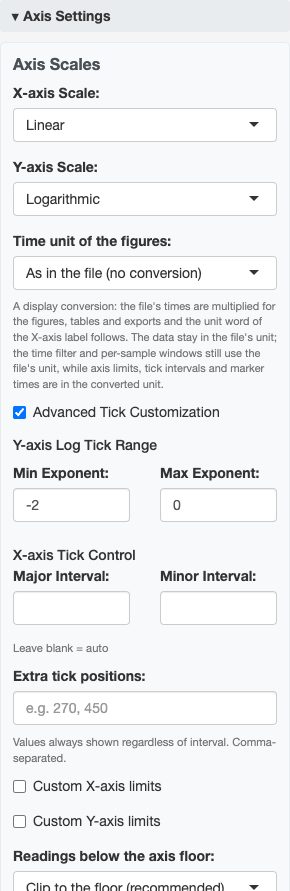 ▾ Axis Settings
Axis Scales
X-axis Scale:
Linear
Y-axis Scale:
Logarithmic
Time unit of the figures:
As in the file (no conversion)
A display conversion: the file's times are multiplied for
the figures, tables and exports and the unit word of
the X-axis label follows. The data stay in the file's unit;
the time filter and per-sample windows still use the
file's unit, while axis limits, tick intervals and marker
times are in the converted unit.
Advanced Tick Customization
Y-axis Log Tick Range
Min Exponent: Max Exponent:
-2 0
X-axis Tick Control
Major Interval: Minor Interval:
Leave blank = auto
Extra tick positions:
e.g. 270, 450
Values always shown regardless of interval. Comma-
separated.
Custom X-axis limits
Custom Y-axis limits
Readings below the axis floor:
Clip to the floor (recommended)